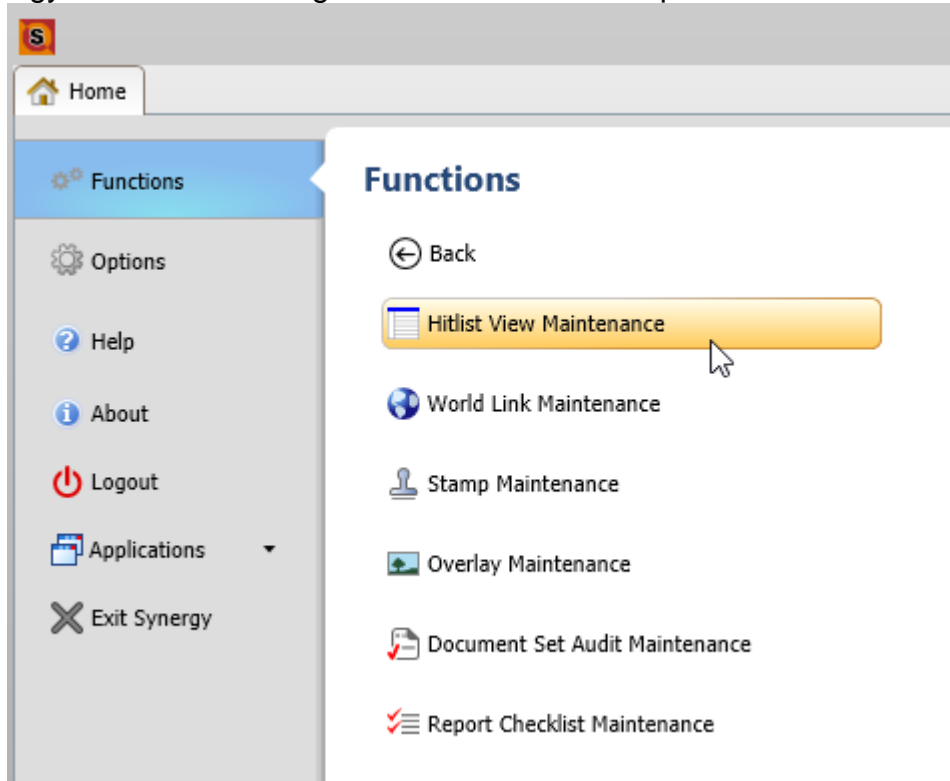 S
Home
Functions
Options
Help
About
Logout
Applications
Exit Synergy
Functions
Back
Hitlist View Maintenance
World Link Maintenance
Stamp Maintenance
Overlay Maintenance
Document Set Audit Maintenance
Report Checklist Maintenance